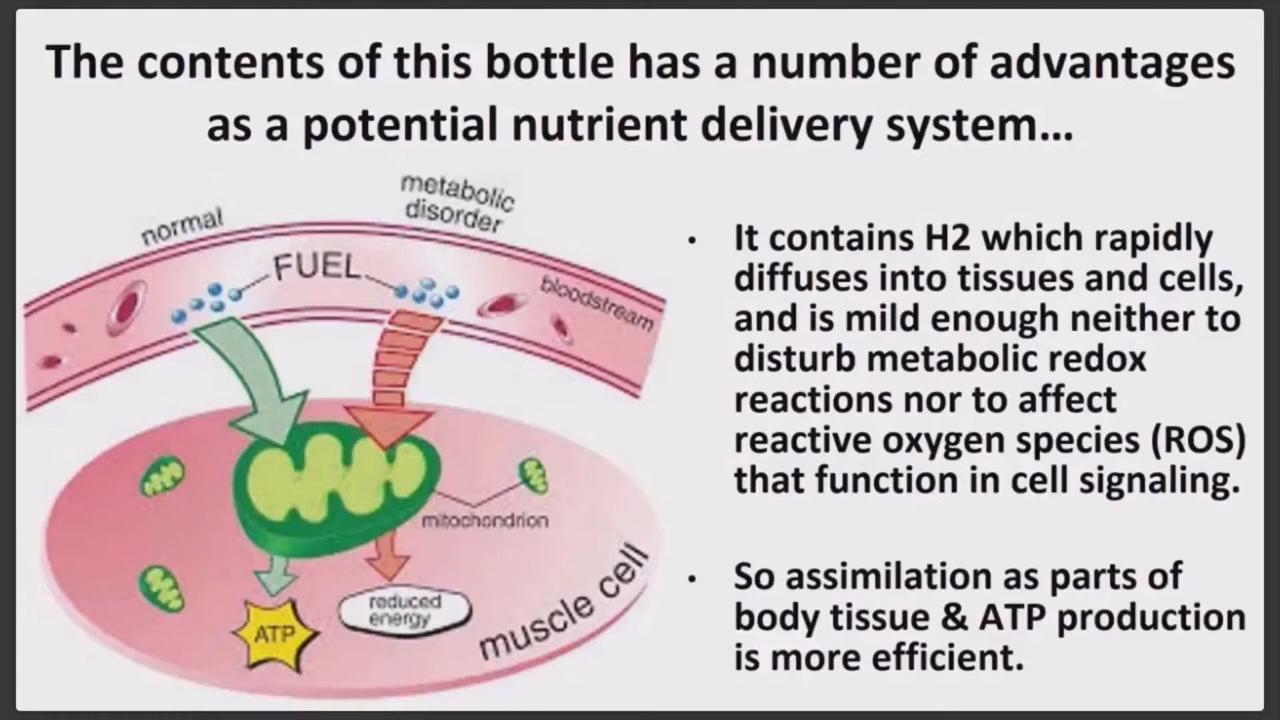 The contents of this bottle has a number of advantages
as a potential nutrient delivery system...
normal
metabolic
disorder
FUEL
bloodstream
mitochondrion
ATP
reduced
energy
muscle cell
• It contains H2 which rapidly
diffuses into tissues and cells,
and is mild enough neither to
disturb metabolic redox
reactions nor to affect
reactive oxygen species (ROS)
that function in cell signaling.
• So assimilation as parts of
body tissue & ATP production
is more efficient.